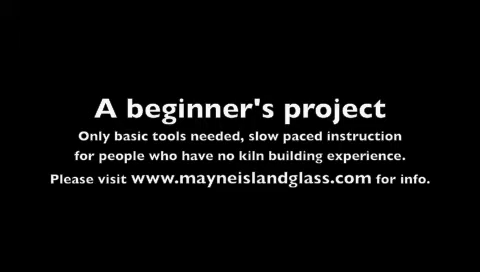 A beginner's project
Only basic tools needed, slow paced instruction
for people who have no kiln building experience.
Please visit www.mayneislandglass.com for info.